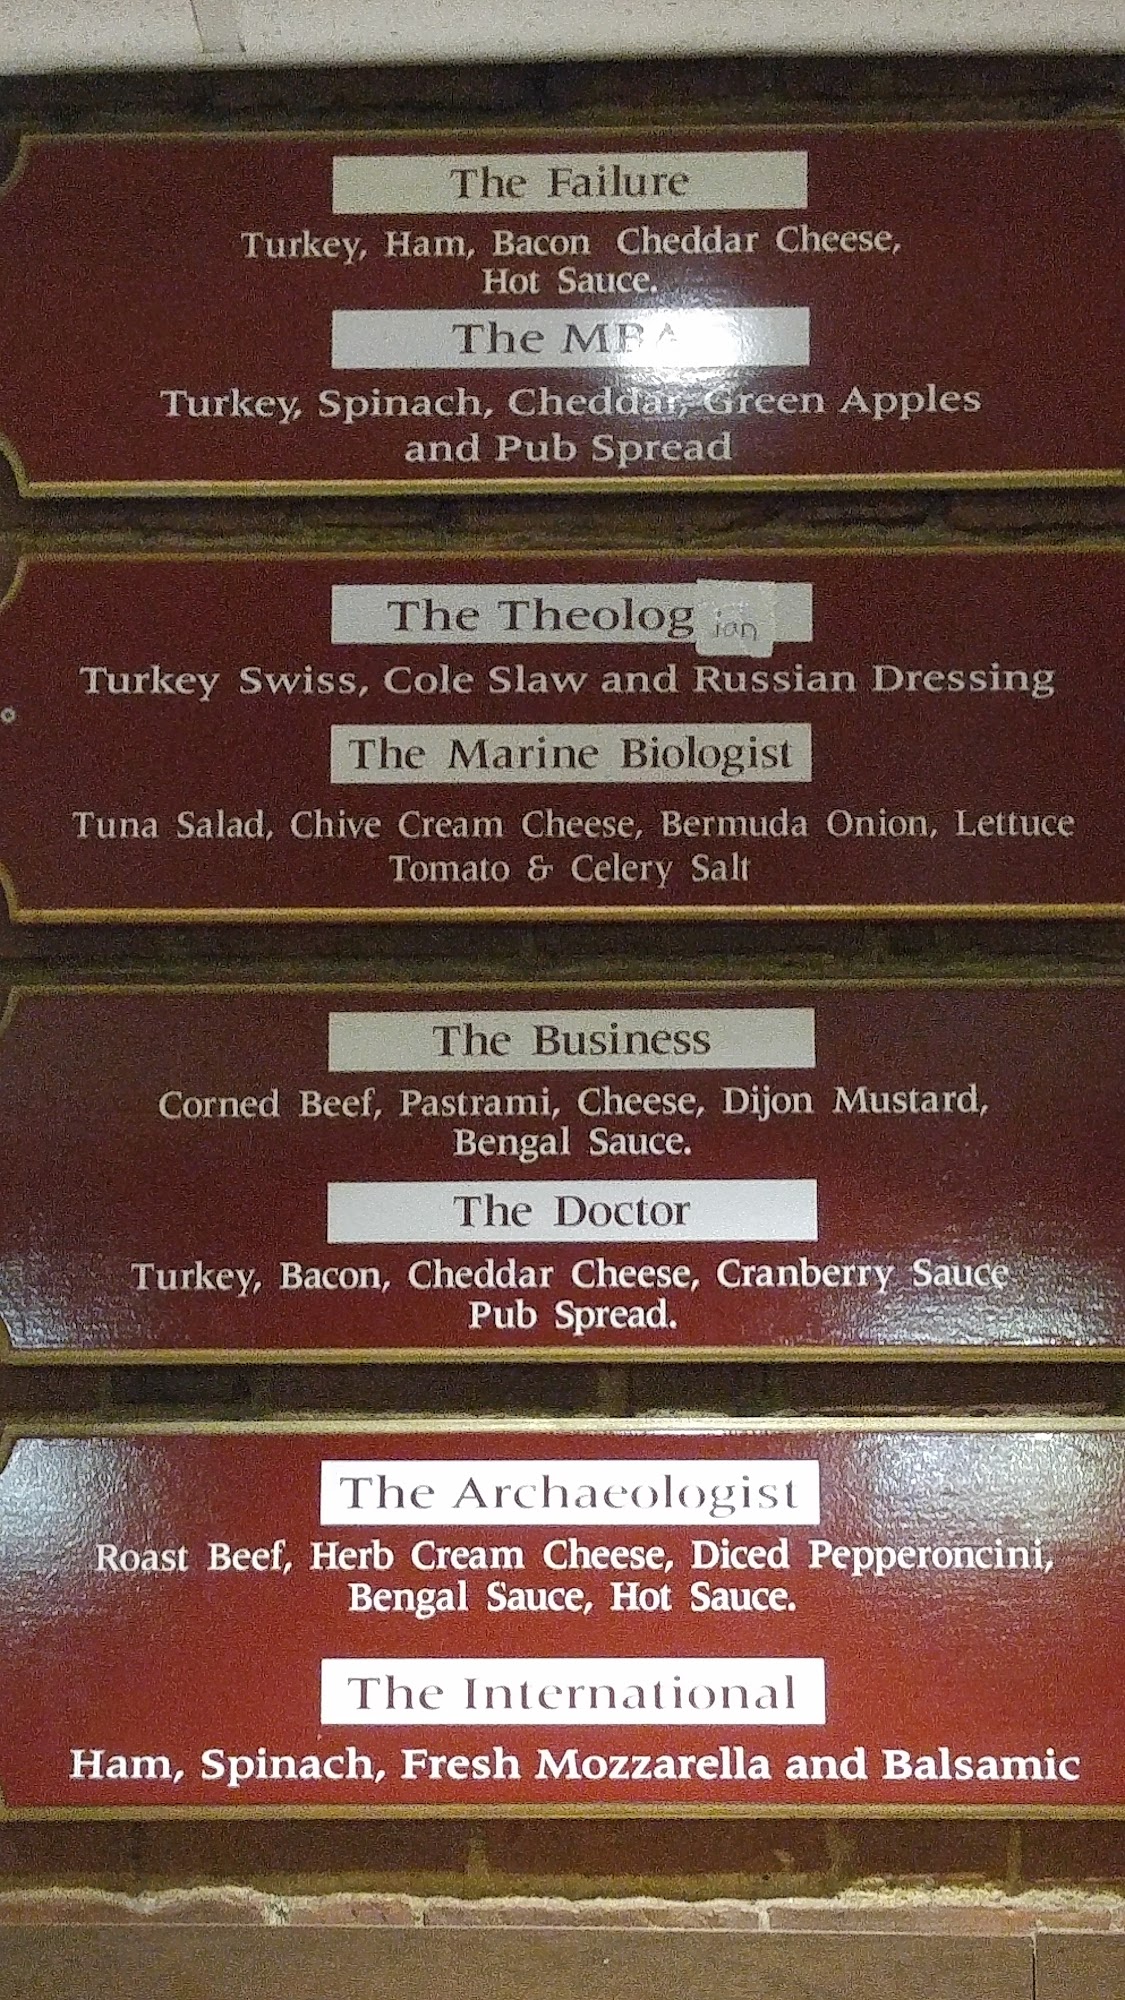 The Failure
Turkey, Ham, Bacon Cheddar Cheese,
Hot Sauce.
The MBA
Turkey, Spinach, Cheddar, Green Apples
and Pub Spread
The Theologian
Turkey Swiss, Cole Slaw and Russian Dressing
The Marine Biologist
Tuna Salad, Chive Cream Cheese, Bermuda Onion, Lettuce
Tomato & Celery Salt
The Business
Corned Beef, Pastrami, Cheese, Dijon Mustard,
Bengal Sauce.
The Doctor
Turkey, Bacon, Cheddar Cheese, Cranberry Sauce
Pub Spread.
The Archaeologist
Roast Beef, Herb Cream Cheese, Diced Pepperoncini,
Bengal Sauce, Hot Sauce.
The International
Ham, Spinach, Fresh Mozzarella and Balsamic